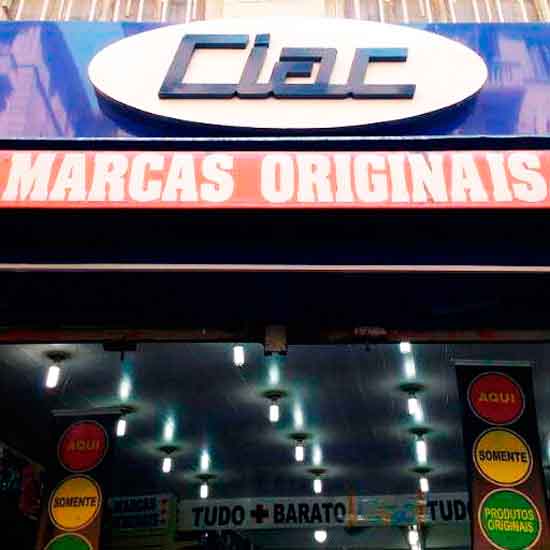 Ciac
MARCAS ORIGINAIS
AQUI
SOMENTE
PRODUTOS
ORIGINAIS
AQUI
SOMENTE
MARCAS
TUDO + BARATO
TUDO